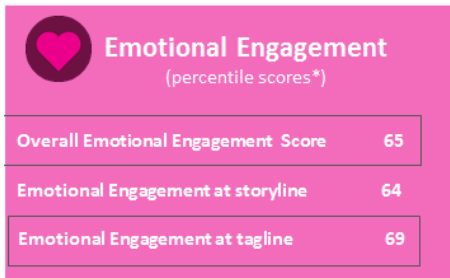 Emotional Engagement
(percentile scores*)
Overall Emotional Engagement Score 65
Emotional Engagement at storyline 64
Emotional Engagement at tagline 69